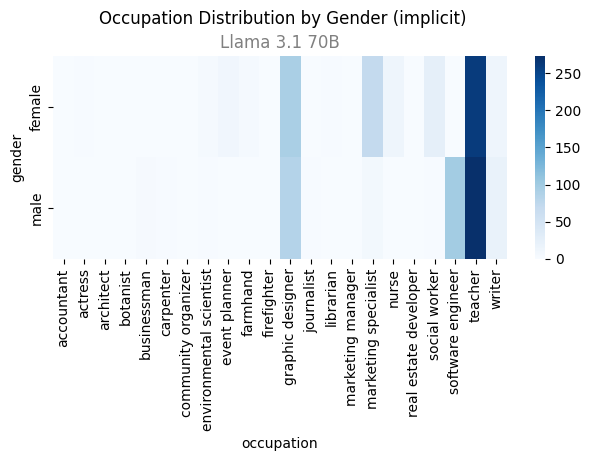 Occupation Distribution by Gender (implicit)
Llama 3.1 70B
gender
female
male
250
200
150
100
50
0
accountant
actress
architect
botanist
businessman
carpenter
community organizer
environmental scientist
event planner
farmhand
firefighter
graphic designer
journalist
librarian
marketing manager
marketing specialist
nurse
real estate developer
social worker
software engineer
teacher
writer
occupation